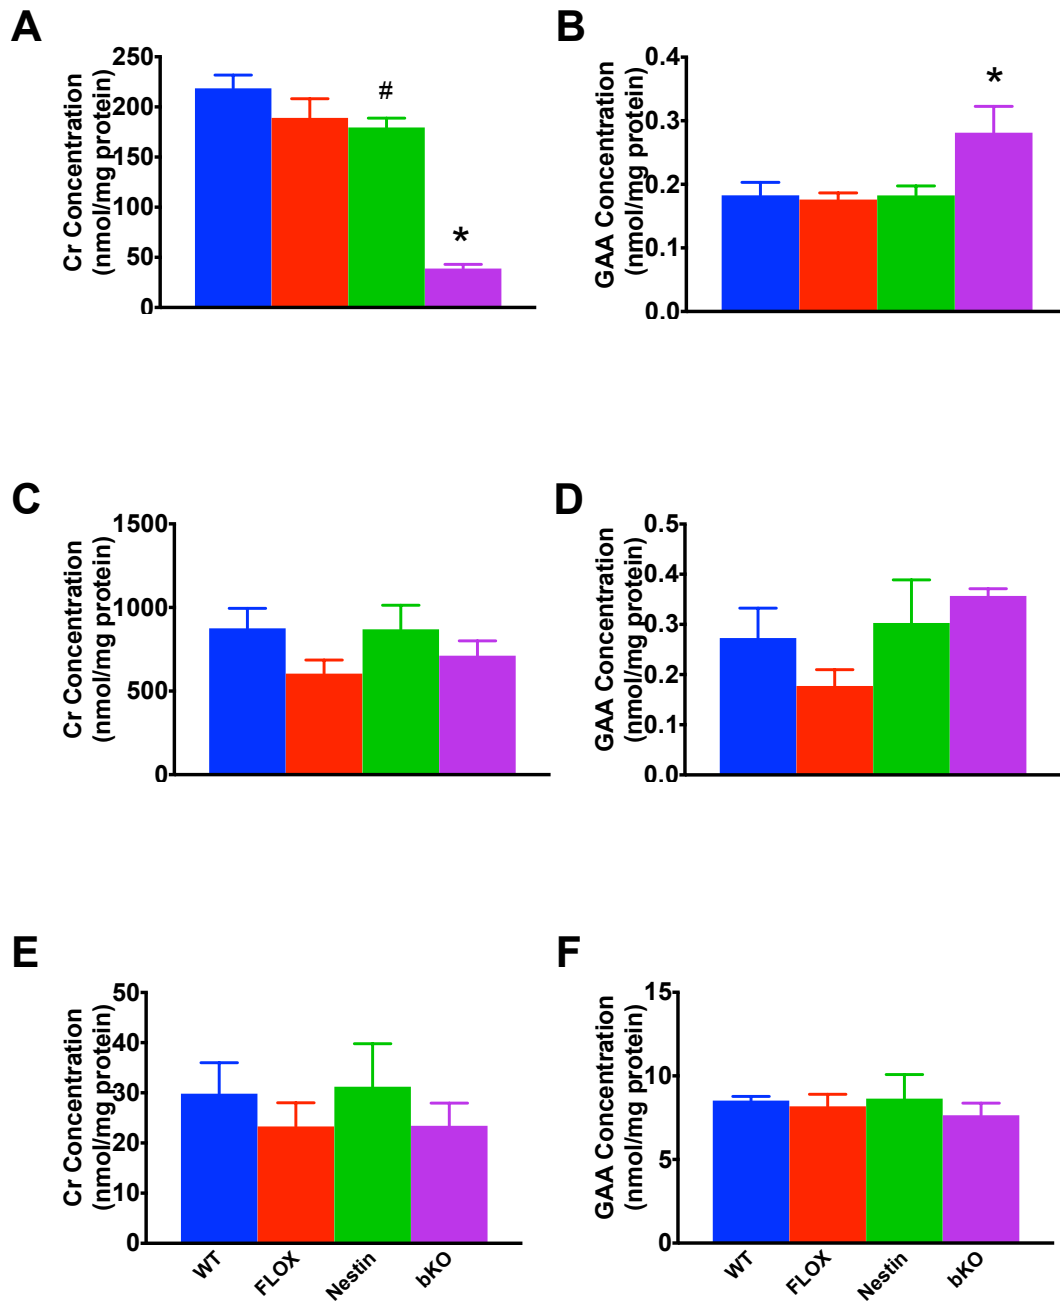 A
Cr Concentration
(nmol/mg protein)
250
200
150
100
50
0
#
*
B
GAA Concentration
(nmol/mg protein)
0.4
0.3
0.2
0.1
0.0
*
C
Cr Concentration
(nmol/mg protein)
1500
1000
500
0
D
GAA Concentration
(nmol/mg protein)
0.5
0.4
0.3
0.2
0.1
0.0
E
Cr Concentration
(nmol/mg protein)
50
40
30
20
10
0
WT
FLOX
Nestin
bKO
F
GAA Concentration
(nmol/mg protein)
15
10
5
0
WT
FLOX
Nestin
bKO